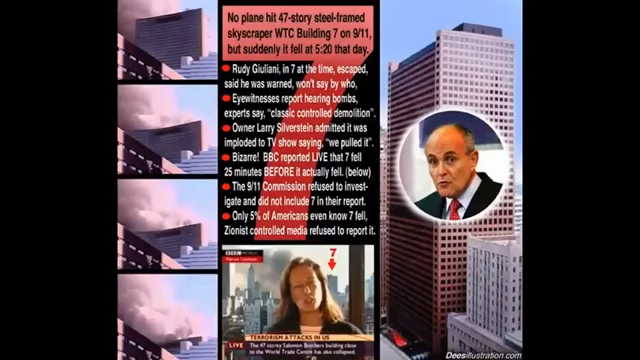 No plane hit 47-story steel-framed
skyscraper WTC Building 7 on 9/11,
but suddenly it fell at 5:20 that day.
Rudy Giuliani, in 7 at the time, escaped,
said he was warned, won't say by who,
Eyewitnesses report hearing bombs,
experts say, "classic controlled demolition".
Owner Larry Silverstein admitted it was
imploded to TV show saying, "we pulled it".
Bizarre! BBC reported LIVE that 7 fell
25 minutes BEFORE it actually fell. (below)
The 9/11 Commission refused to invest-
igate and did not include 7 in their report.
Only 5% of Americans even know 7 fell,
Zionist controlled media refused to report it.
7
BBC
LIVE
TERRORISM ATTACKS IN US
The 47 storey Salomon Brothers building close
to the World Trade Centre has also collapsed.
Deesillustration.com